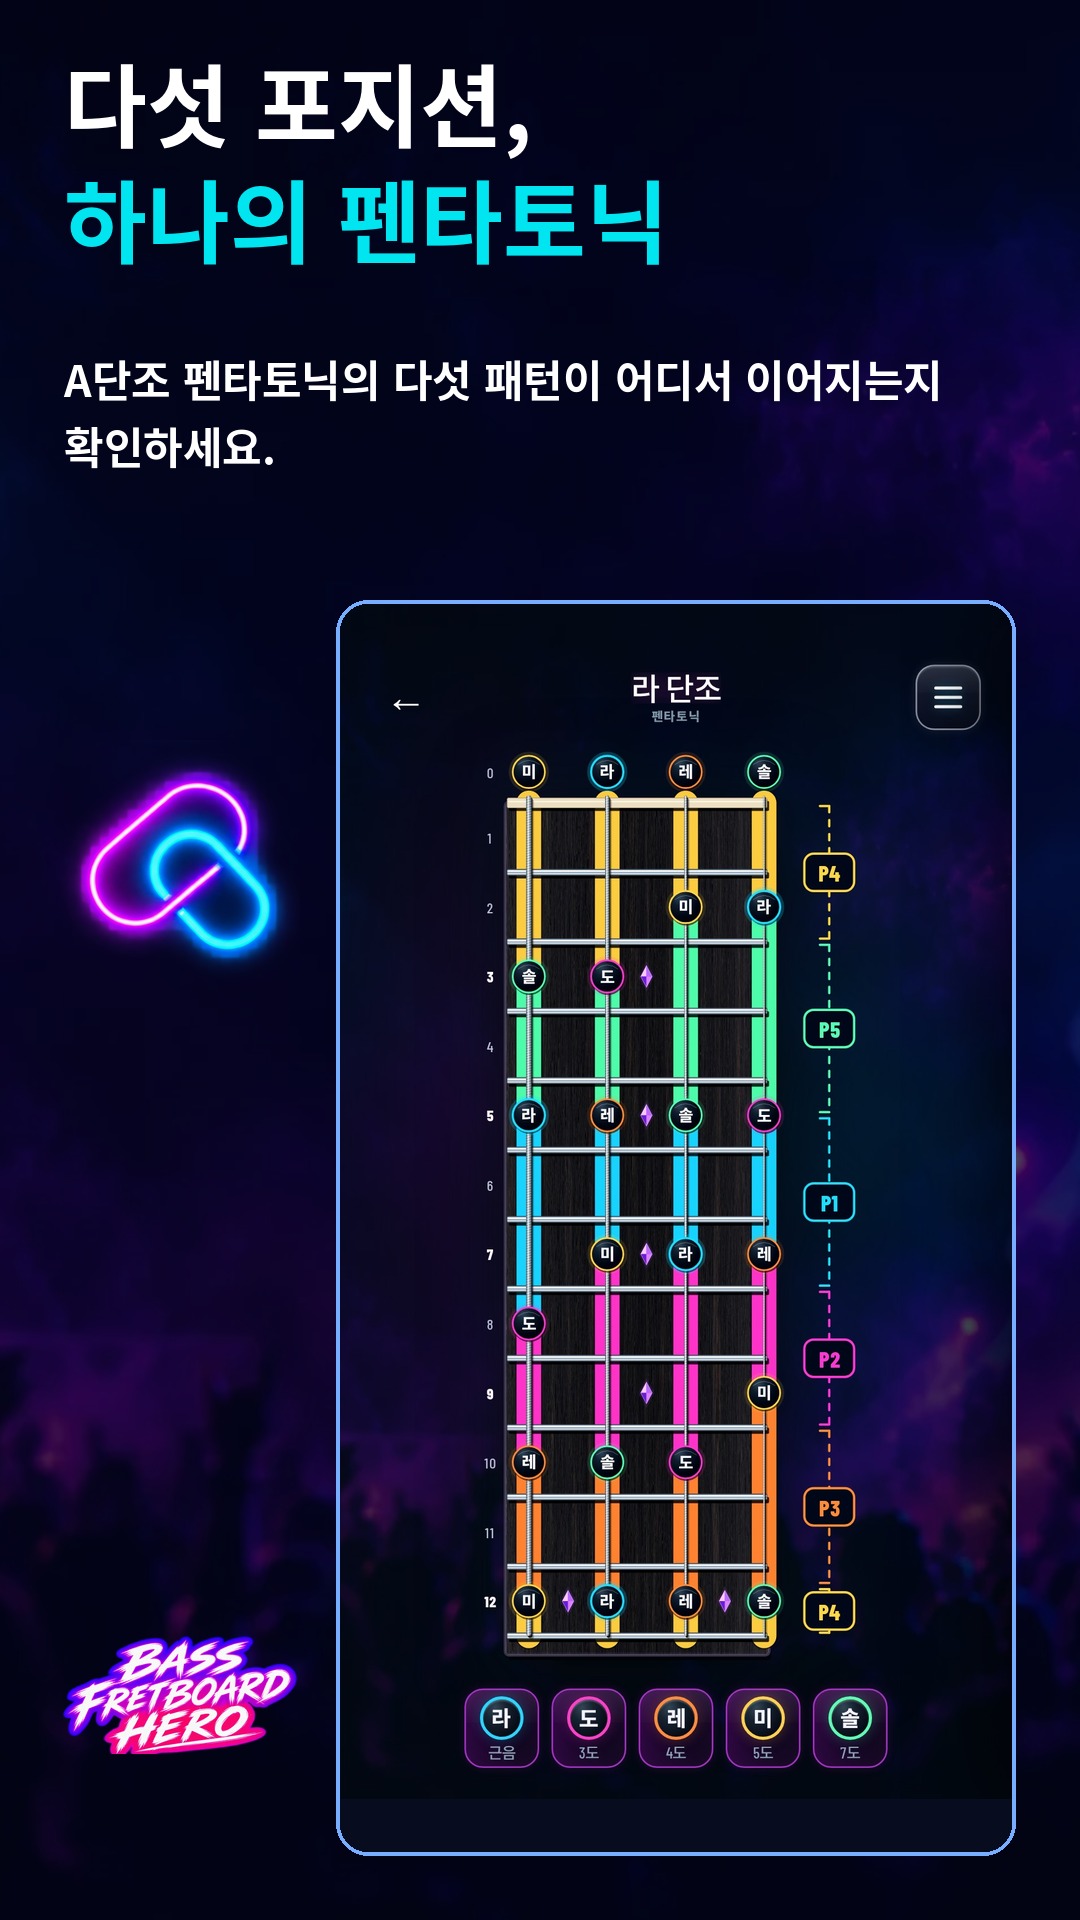 다섯 포지션,
하나의 펜타토닉
A단조 펜타토닉의 다섯 패턴이 어디서 이어지는지
확인하세요.
←
라 단조
펜타토닉
0 미 라 레 솔
1
P4
2 미 라
3 솔 도
P5
4
5 라 레 솔 도
6
P1
7 미 라 레
8 도
P2
9 미
10 레 솔 도
P3
11
12 미 라 레 솔
P4
BASS
FRETBOARD
HERO
라 도 레 미 솔
근음 3도 4도 5도 7도